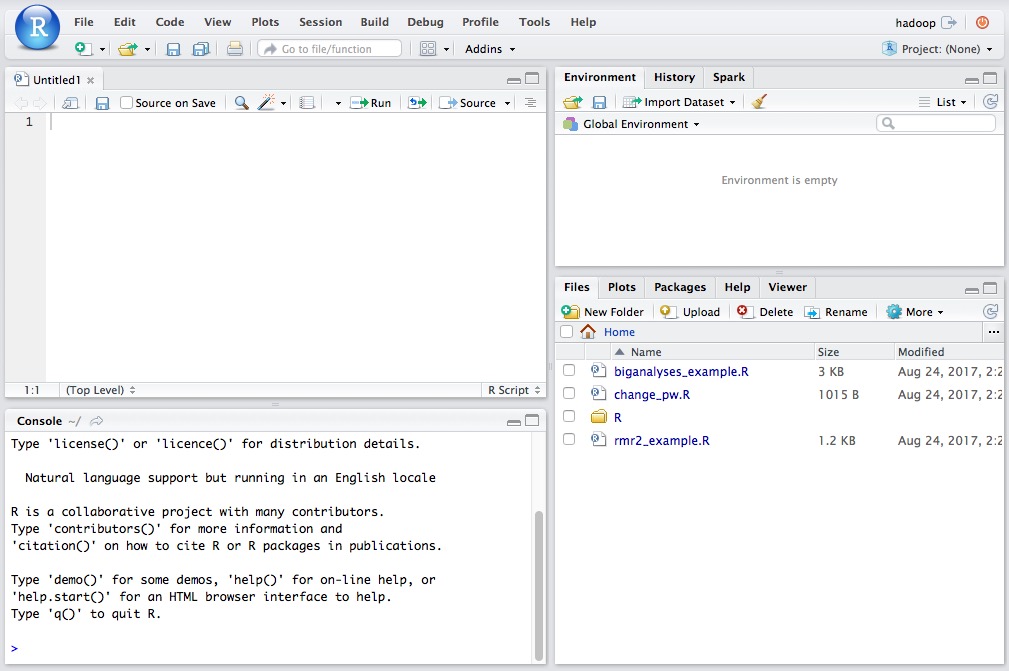 R File Edit Code View Plots Session Build Debug Profile Tools Help hadoop
Go to file/function Addins Project: (None)
Untitled1
Source on Save Run Source
1
1:1 (Top Level) R Script
Console ~/
Type 'license()' or 'licence()' for distribution details.
Natural language support but running in an English locale
R is a collaborative project with many contributors.
Type 'contributors()' for more information and
'citation()' on how to cite R or R packages in publications.
Type 'demo()' for some demos, 'help()' for on-line help, or
'help.start()' for an HTML browser interface to help.
Type 'q()' to quit R.
>
Environment History Spark
Import Dataset List
Global Environment
Environment is empty
Files Plots Packages Help Viewer
New Folder Upload Delete Rename More
Home ...
Name Size Modified
biganalyses_example.R 3 KB Aug 24, 2017, 2:2
change_pw.R 1015 B Aug 24, 2017, 2:2
R
rmr2_example.R 1.2 KB Aug 24, 2017, 2:2